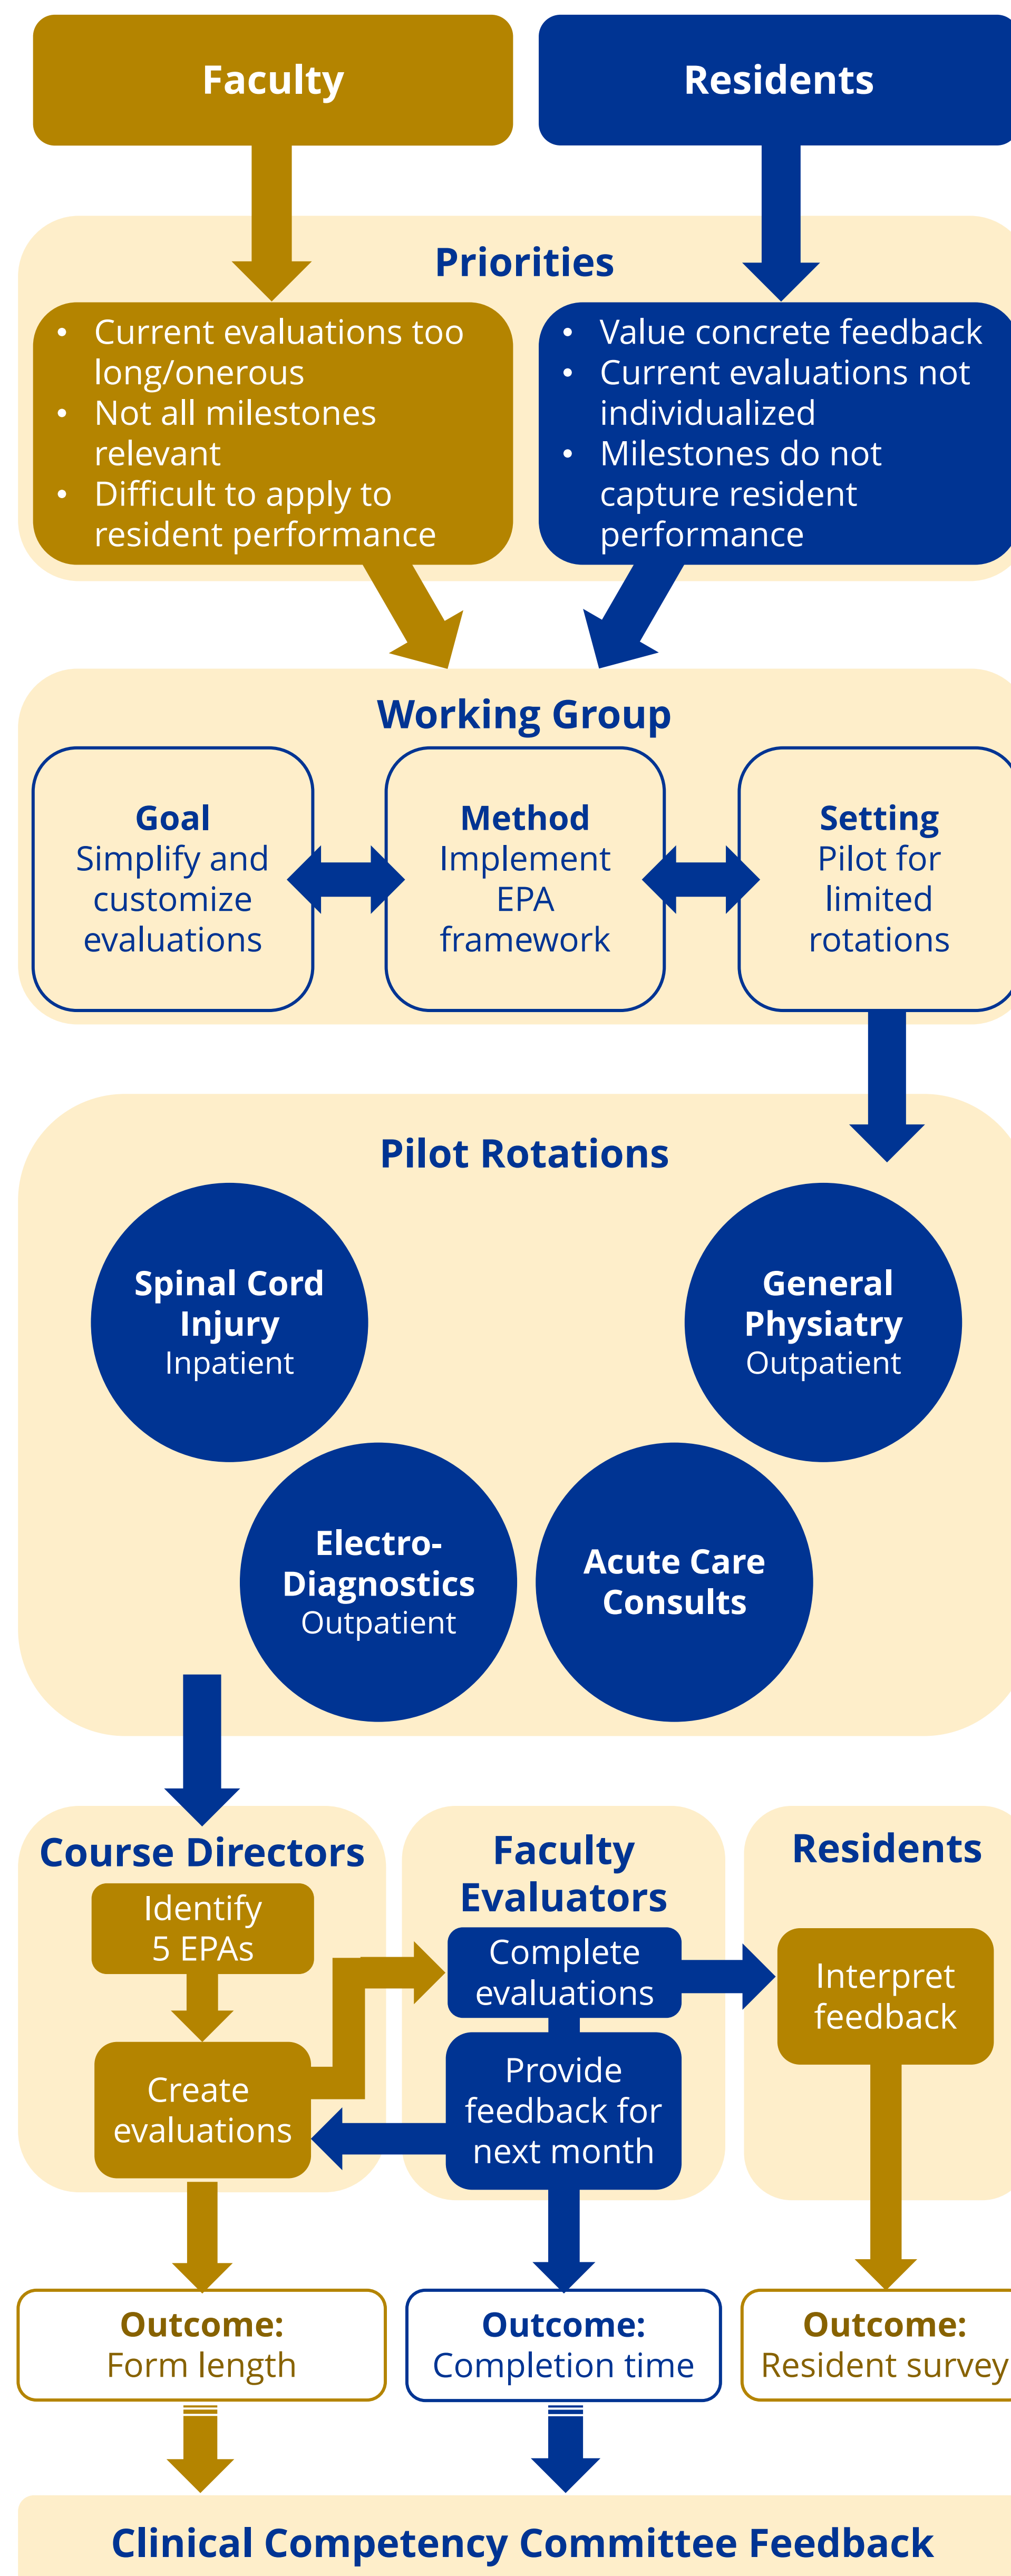 Faculty
Residents
Priorities
• Current evaluations too
long/onerous
• Not all milestones
relevant
• Difficult to apply to
resident performance
• Value concrete feedback
• Current evaluations not
individualized
• Milestones do not
capture resident
performance
Working Group
Goal
Simplify and
customize
evaluations
Method
Implement
EPA
framework
Setting
Pilot for
limited
rotations
Pilot Rotations
Spinal Cord
Injury
Inpatient
General
Physiatry
Outpatient
Electro-
Diagnostics
Outpatient
Acute Care
Consults
Course Directors
Identify
5 EPAs
Create
evaluations
Faculty
Evaluators
Complete
evaluations
Provide
feedback for
next month
Residents
Interpret
feedback
Outcome:
Form length
Outcome:
Completion time
Outcome:
Resident survey
Clinical Competency Committee Feedback